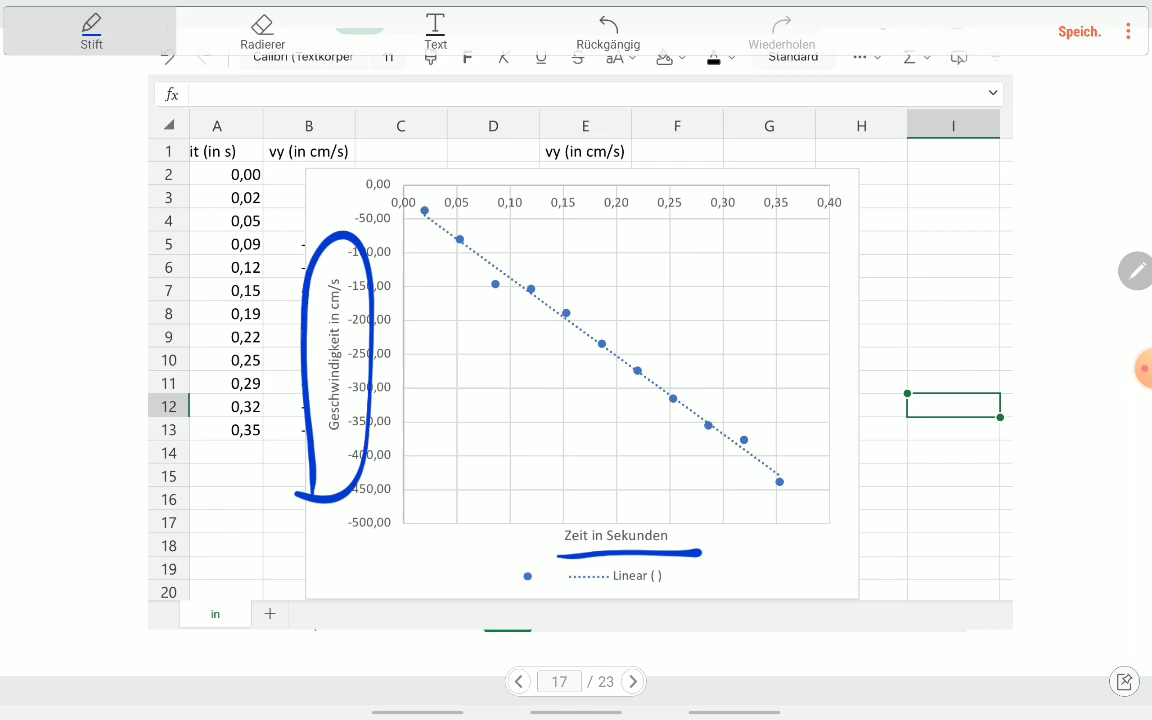 Stift
Radierer
Text
Rückgängig
Wiederholen
Speich.
Calibri (Textkörper
11
F K U S aA
Standard
fx
A B C D E F G H I
1 it (in s) vy (in cm/s) vy (in cm/s)
2 0,00
3 0,02
4 0,05
5 0,09 -
6 0,12 -
7 0,15
8 0,19
9 0,22
10 0,25
11 0,29
12 0,32 -
13 0,35 -
14
15
16
17
18
19
20
0,00
0,00 0,05 0,10 0,15 0,20 0,25 0,30 0,35 0,40
-50,00
-100,00
-150,00
-200,00
-250,00
-300,00
-350,00
-400,00
-450,00
-500,00
Geschwindigkeit in cm/s
Zeit in Sekunden
Linear ( )
in +
17 / 23